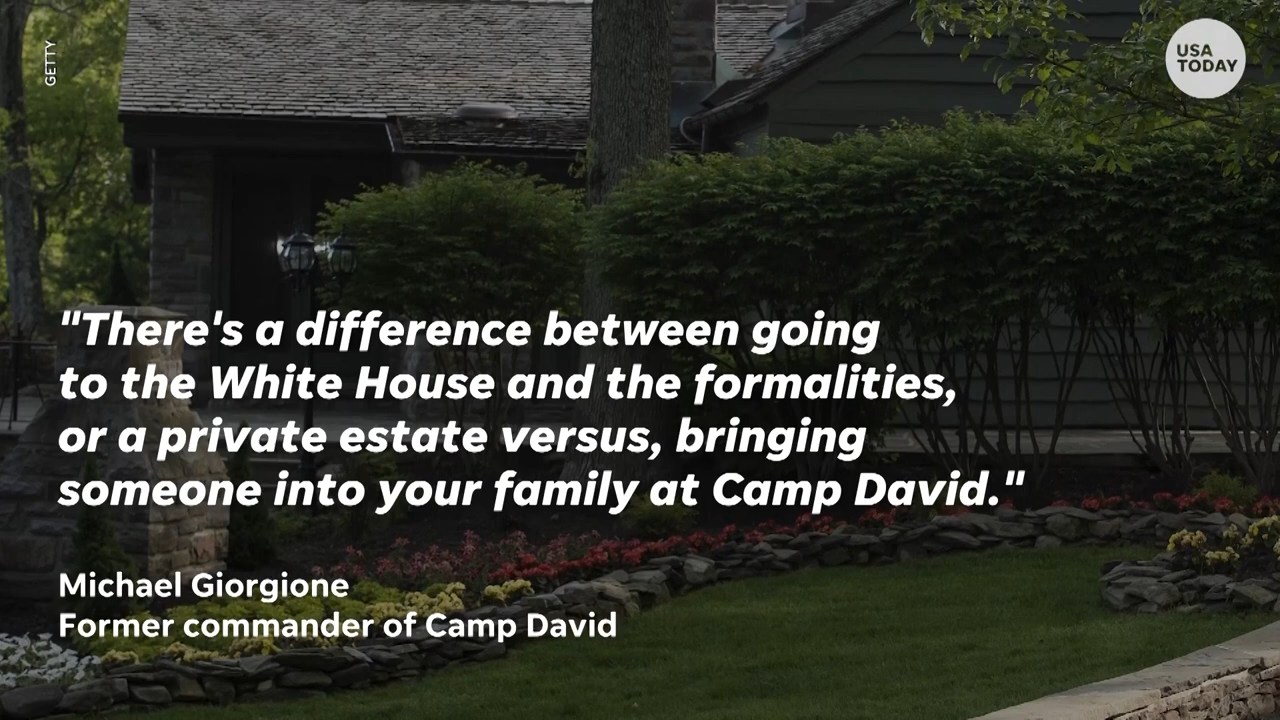 GETTY
USA
TODAY
"There's a difference between going
to the White House and the formalities,
or a private estate versus, bringing
someone into your family at Camp David."
Michael Giorgione
Former commander of Camp David